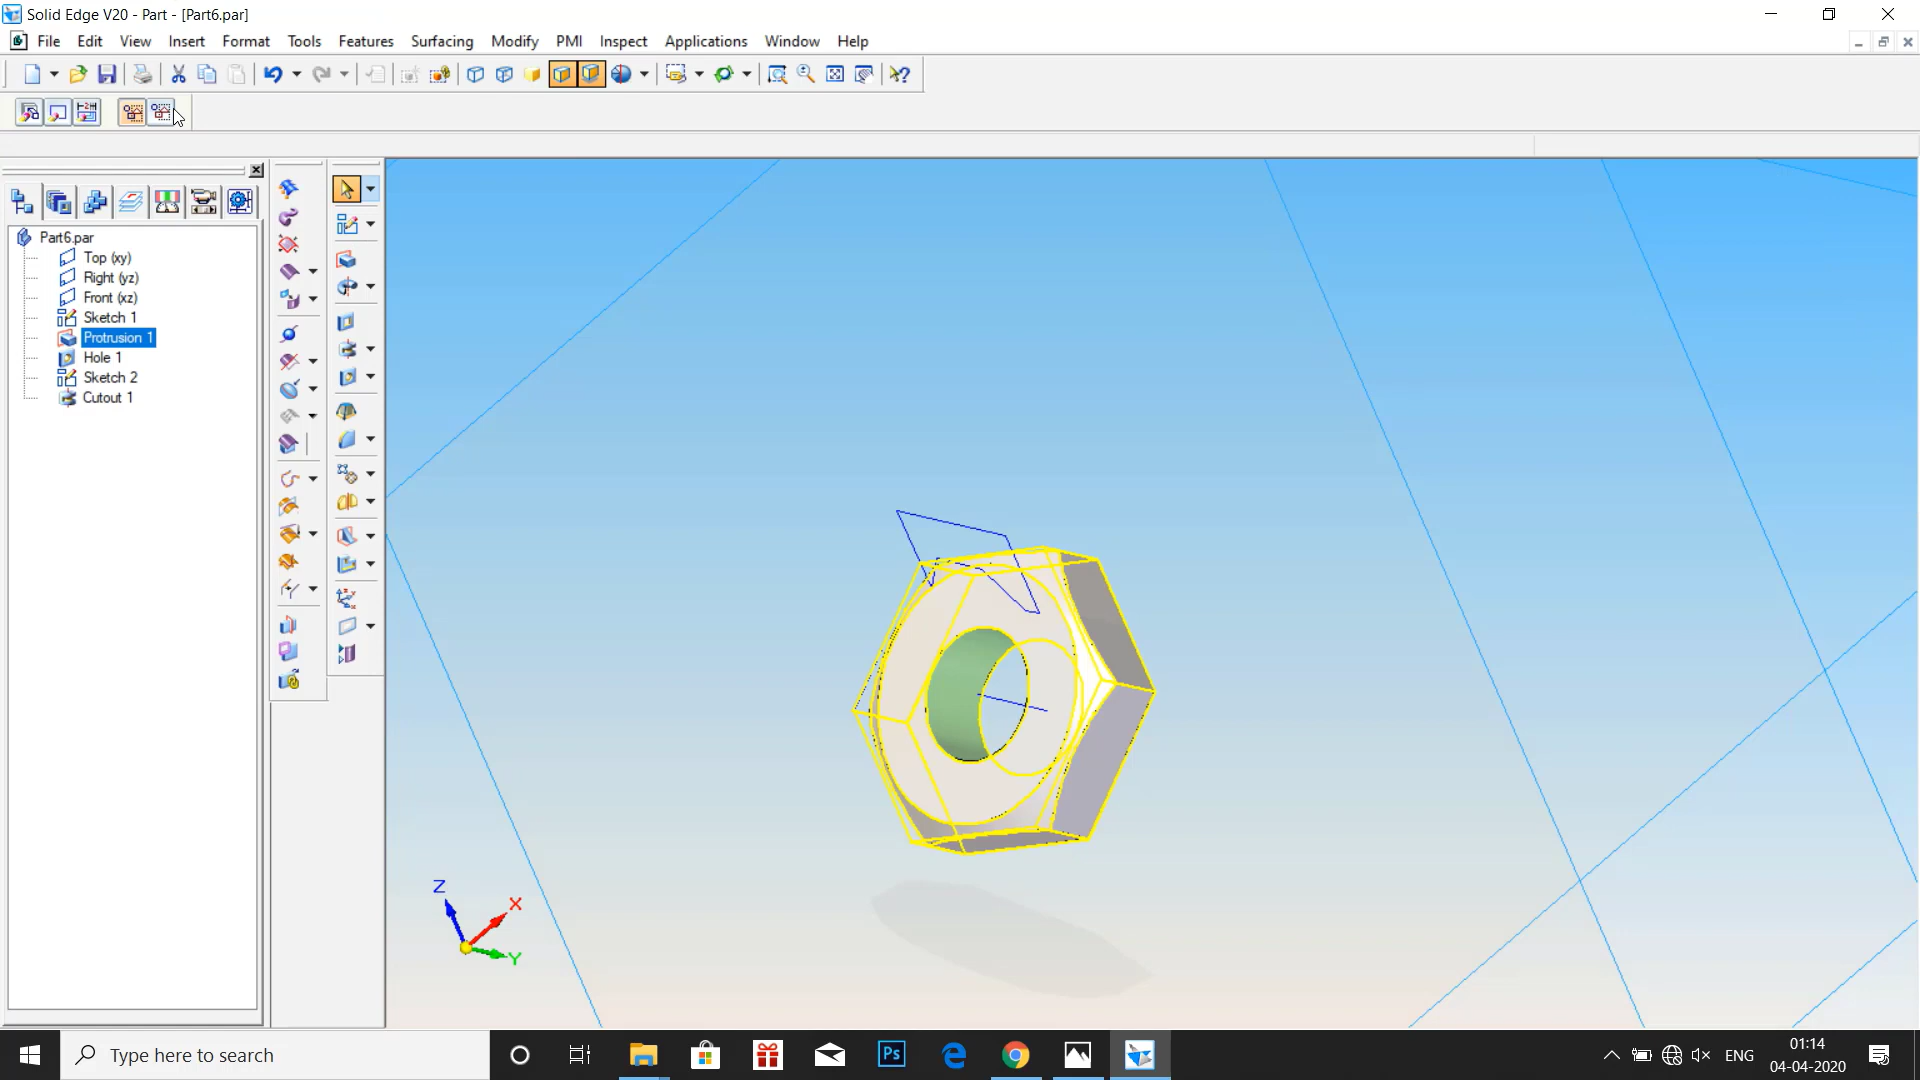 Solid Edge V20 - Part - [Part6.par]
File Edit View Insert Format Tools Features Surfacing Modify PMI Inspect Applications Window Help
Part6.par
Top (xy)
Right (yz)
Front (xz)
Sketch 1
Protrusion 1
Hole 1
Sketch 2
Cutout 1
Z
X
Y
Type here to search
Ps
ENG
01:14
04-04-2020